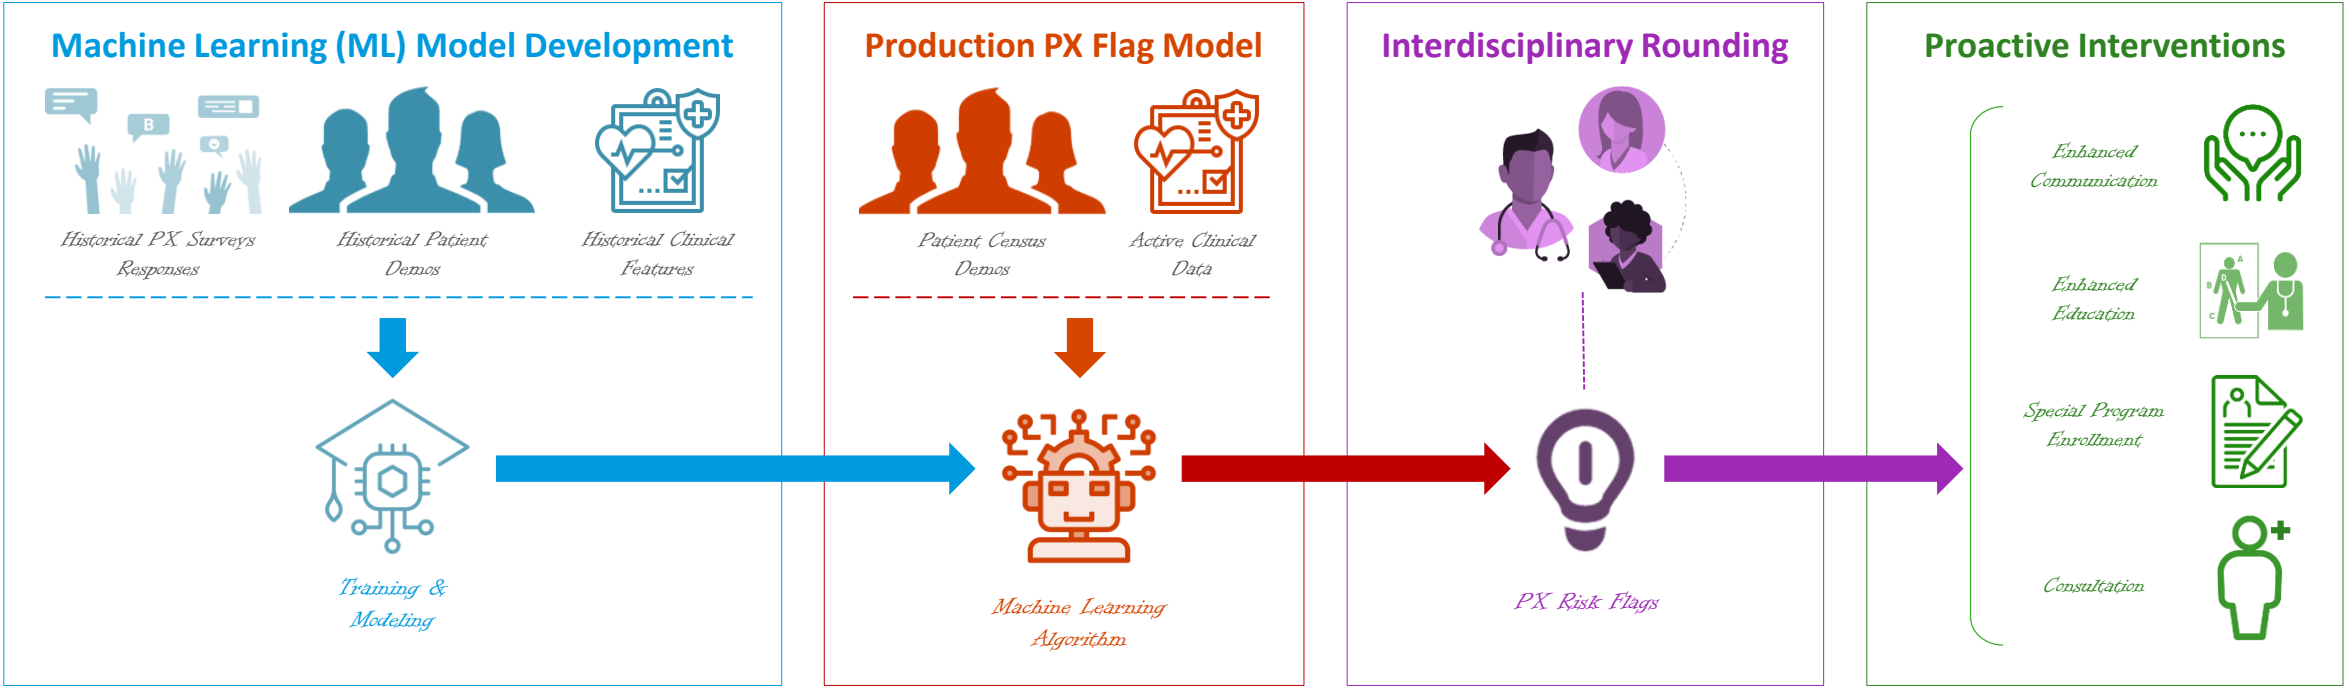 Machine Learning (ML) Model Development
B
Historical PX Surveys
Responses
Historical Patient
Demos
Historical Clinical
Features
Training &
Modeling
Production PX Flag Model
Patient Census
Demos
Active Clinical
Data
Machine Learning
Algorithm
Interdisciplinary Rounding
PX Risk Flags
Proactive Interventions
Enhanced
Communication
Enhanced
Education
A
D
B
C
Special Program
Enrollment
Consultation